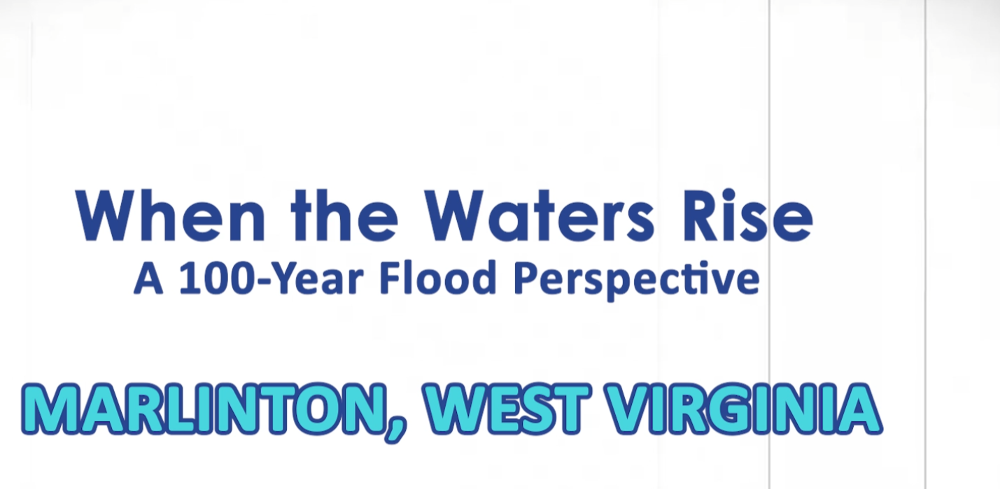 When the Waters Rise
A 100-Year Flood Perspective
MARLINTON, WEST VIRGINIA